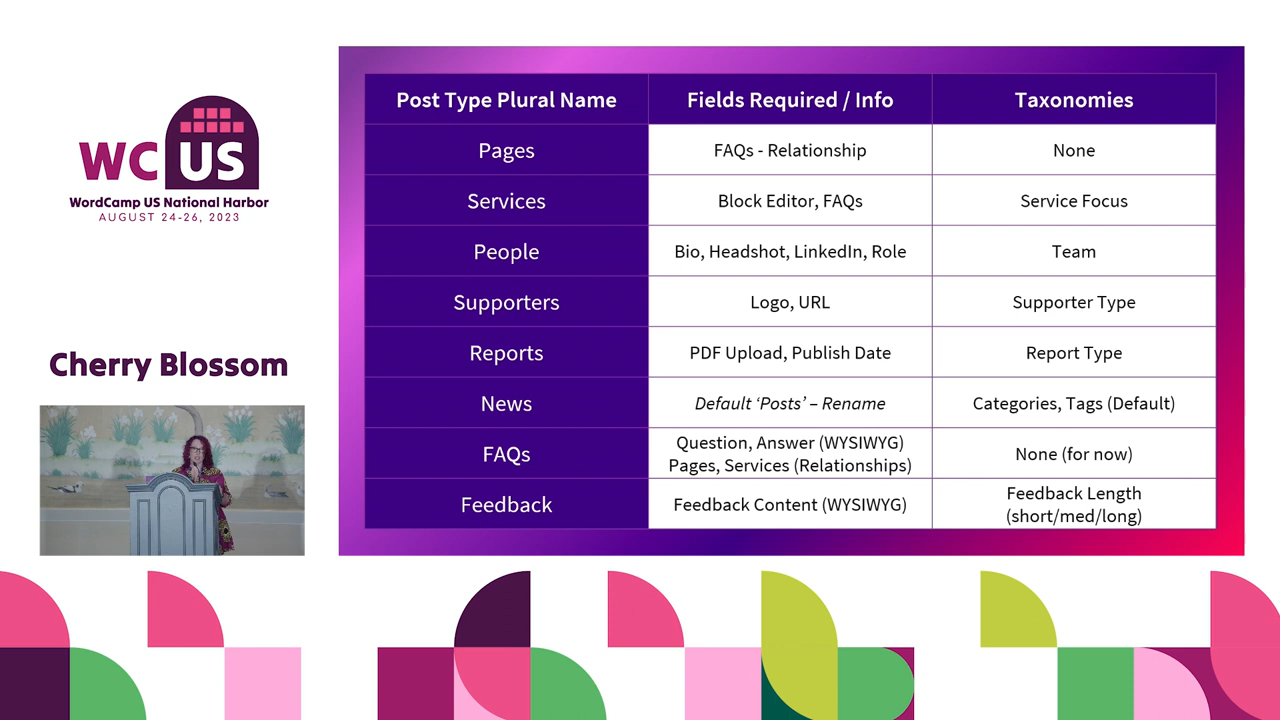 WC US
WordCamp US National Harbor
AUGUST 24-26, 2023
Cherry Blossom
Post Type Plural Name Fields Required / Info Taxonomies
Pages FAQs - Relationship None
Services Block Editor, FAQs Service Focus
People Bio, Headshot, LinkedIn, Role Team
Supporters Logo, URL Supporter Type
Reports PDF Upload, Publish Date Report Type
News Default ‘Posts’ – Rename Categories, Tags (Default)
FAQs Question, Answer (WYSIWYG)
Pages, Services (Relationships) None (for now)
Feedback Feedback Content (WYSIWYG) Feedback Length
(short/med/long)